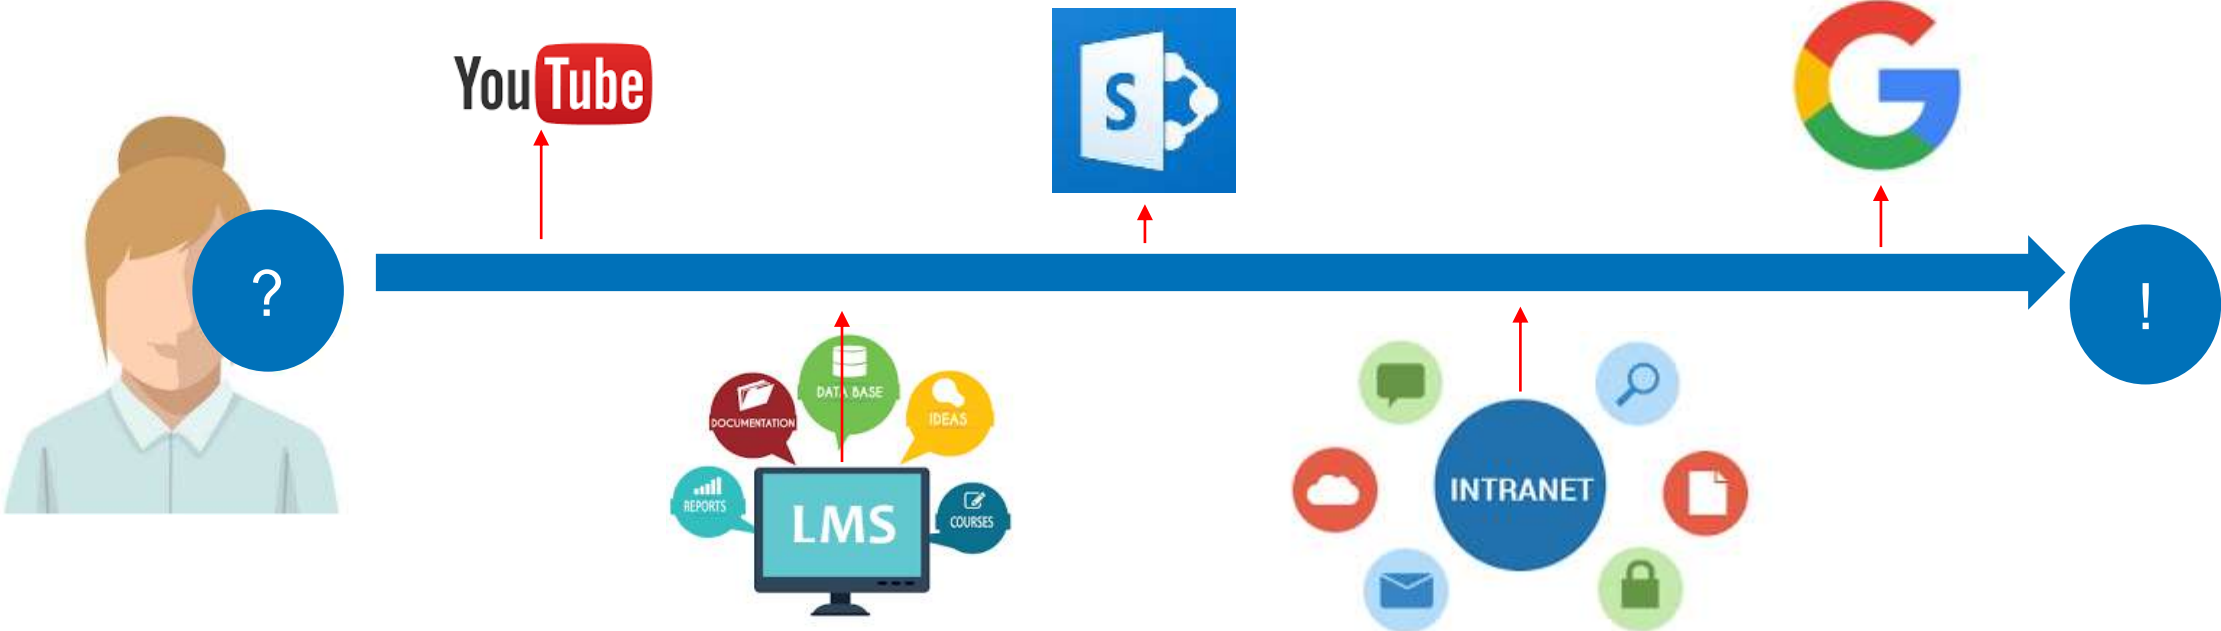 YouTube
S
G
?
!
DATA BASE
DOCUMENTATION
IDEAS
REPORTS
LMS
COURSES
INTRANET